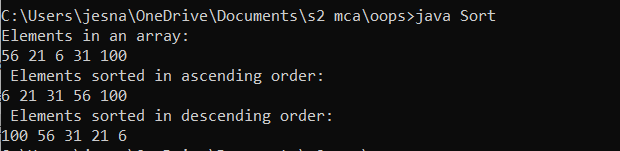 C:\Users\jesna\OneDrive\Documents\s2 mca\oops>java Sort
Elements in an array:
56 21 6 31 100
 Elements sorted in ascending order:
6 21 31 56 100
 Elements sorted in descending order:
100 56 31 21 6